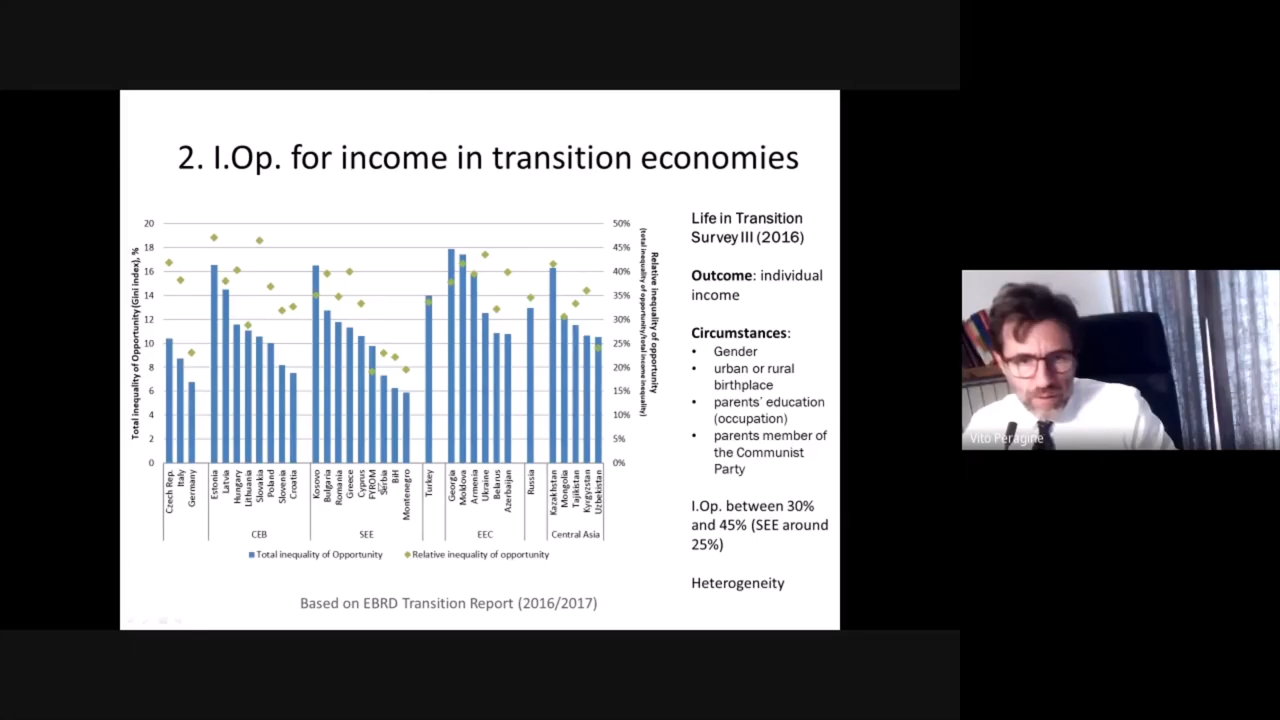 2. I.Op. for income in transition economies
Total inequality of Opportunity (Gini index), %
20
18
16
14
12
10
8
6
4
2
0
50%
45%
40%
35%
30%
25%
20%
15%
10%
5%
0%
Relative inequality of opportunity
(total inequality of opportunity/total income inequality)
Czech Rep.
Italy
Germany
Estonia
Latvia
Hungary
Lithuania
Slovakia
Poland
Slovenia
Croatia
Kosovo
Bulgaria
Romania
Greece
Cyprus
FYROM
Serbia
BiH
Montenegro
Turkey
Georgia
Moldova
Armenia
Ukraine
Belarus
Azerbaijan
Russia
Kazakhstan
Mongolia
Tajikistan
Kyrgyzstan
Uzbekistan
CEB
SEE
EEC
Central Asia
Total inequality of Opportunity
Relative inequality of opportunity
Based on EBRD Transition Report (2016/2017)
Life in Transition
Survey III (2016)
Outcome: individual
income
Circumstances:
• Gender
• urban or rural
birthplace
• parents´ education
(occupation)
• parents member of
the Communist
Party
I.Op. between 30%
and 45% (SEE around
25%)
Heterogeneity
Vito Peragine